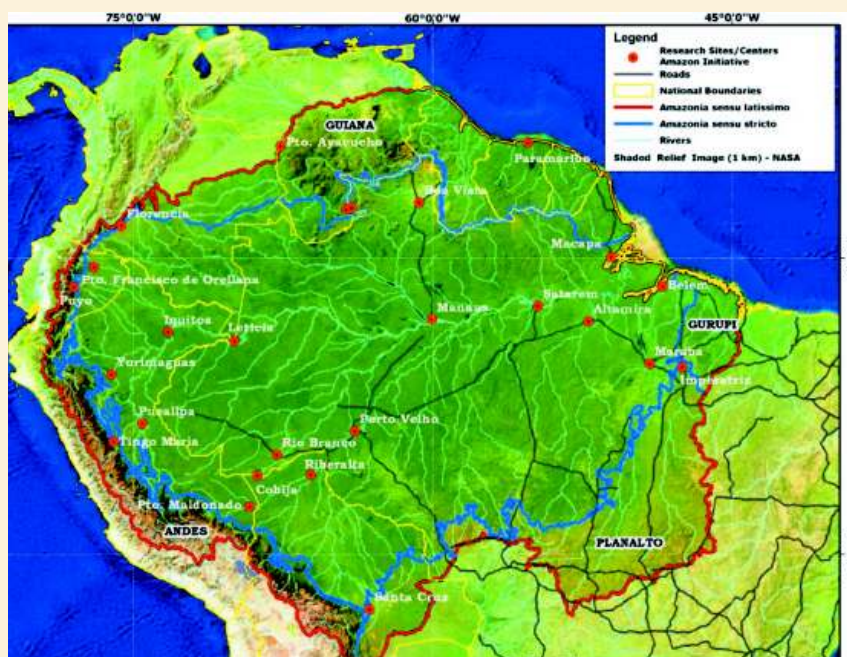 75°0.0'W
60°0.0'W
45°0.0'W
Legend
Research Sites/Centers
Amazon Initiative
Roads
National Boundaries
Amazonia sensu latissimo
Amazonia sensu stricto
Rivers
Shaded Relief Image (1 km) - NASA
GUIANA
Pto. Ayacucho
Paramaribo
Boa Vista
Florencia
Macapa
Pto. Francisco de Orellana
Puyo
Belem
Manaus
Satarem
Altamira
GURUPI
Iquitos
Leticia
Maraba
Yurimaguas
Imperatriz
Pucallpa
Porto Velho
Tingo Maria
Rio Branco
Riberalta
Cobija
Pto. Maldonado
ANDES
PLANALTO
Santa Cruz